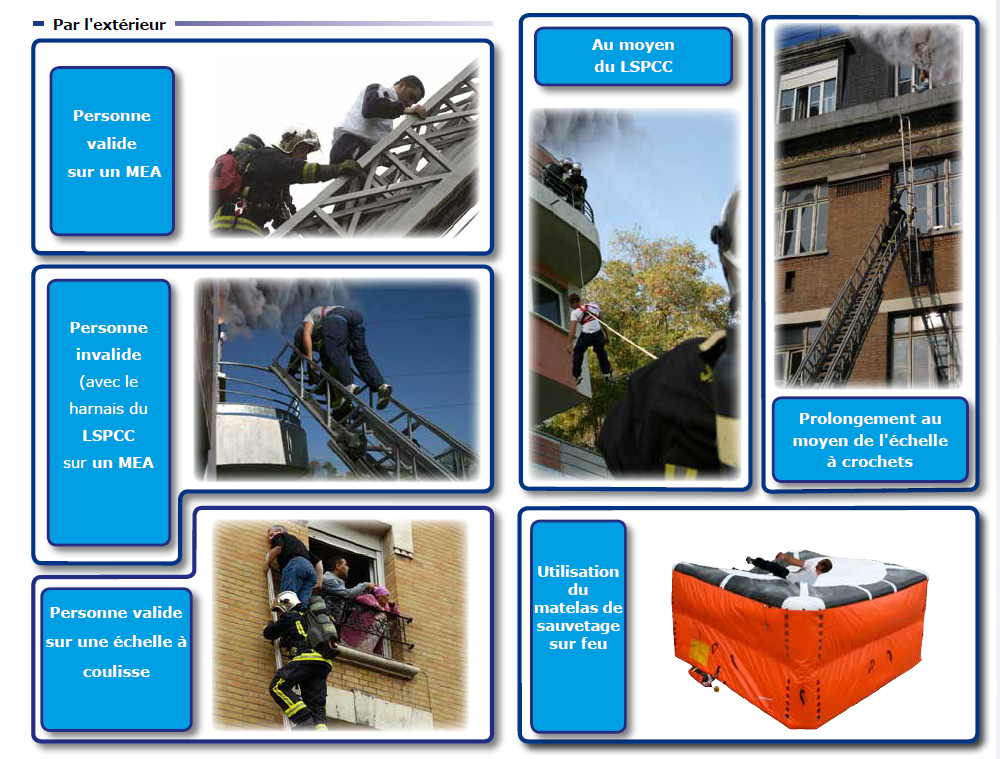 Par l'extérieur
Personne
valide
sur un MEA
Personne
invalide
(avec le
harnais du
LSPCC
sur un MEA
Personne valide
sur une échelle à
coulisse
Au moyen
du LSPCC
Prolongement au
moyen de l'échelle
à crochets
Utilisation
du
matelas de
sauvetage
sur feu